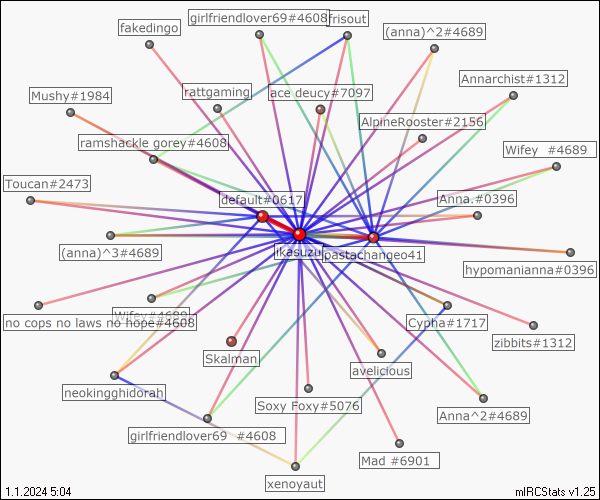 girlfriendlover69#4608
frisout
fakedingo
(anna)^2#4689
Annarchist#1312
Mushy#1984
rattgaming
ace deucy#7097
AlpineRooster#2156
ramshackle gorey#4608
Wifey #4689
Toucan#2473
default#0617
Anna.#0396
(anna)^3#4689
ikasuzu
pastachangeo41
hypomanianna#0396
Wifey#4689
no cops no laws no hope#4608
Cypha#1717
zibbits#1312
Skalman
avelicious
neokingghidorah
Soxy Foxy#5076
Anna^2#4689
girlfriendlover69 #4608
Mad #6901
xenoyaut
1.1.2024 5:04
mIRCStats v1.25